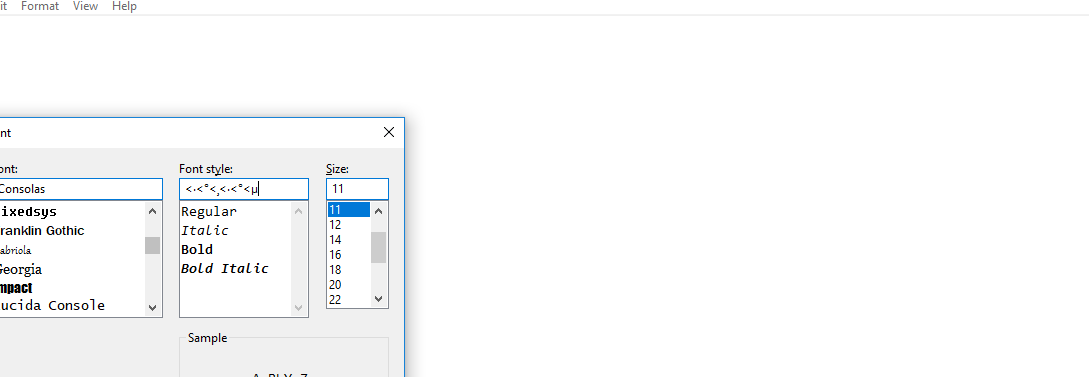 it Format View Help
nt
ont: Font style: Size:
Consolas <·<°<¸<·<°<µ 11
ixedsys Regular 11
ranklin Gothic Italic 12
abriola Bold 14
Georgia Bold Italic 16
mpact 18
ucida Console 20
22
Sample